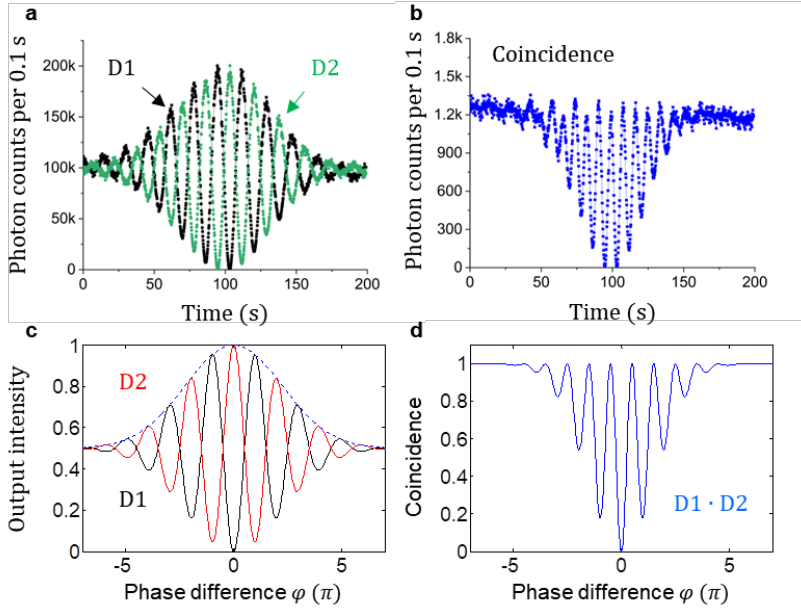 a
D1
D2
200k
150k
100k
50k
0
Photon counts per 0.1 s
0 50 100 150 200
Time (s)
b
Coincidence
1.8k
1.5k
1.2k
900
600
300
0
Photon counts per 0.1 s
0 50 100 150 200
Time (s)
c
D2
D1
1
0.8
0.6
0.4
0.2
0
Output intensity
-5 0 5
Phase difference φ (π)
d
1
0.8
0.6
0.4
0.2
0
Coincidence
D1 · D2
-5 0 5
Phase difference φ (π)